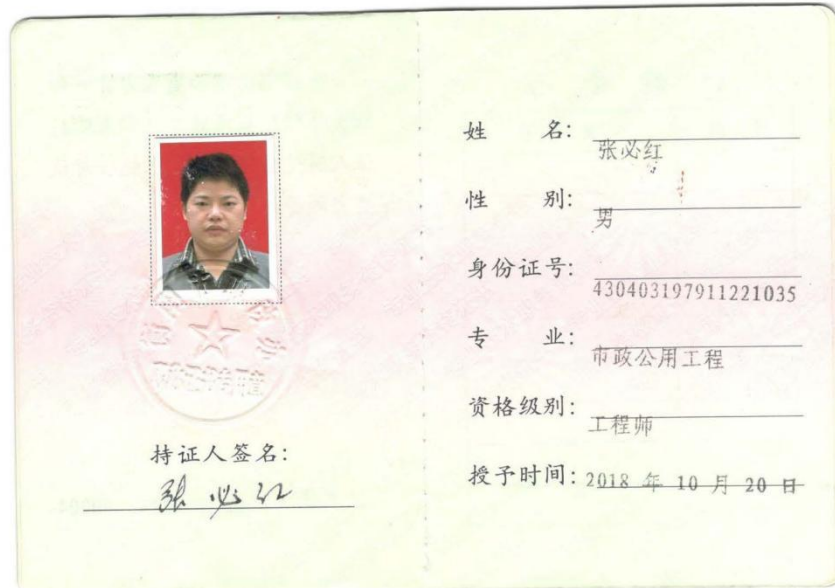 持证人签名:
张必红
姓 名: 张必红
性 别: 男
身份证号: 430403197911221035
专 业: 市政公用工程
资格级别: 工程师
授予时间: 2018 年 10 月 20 日